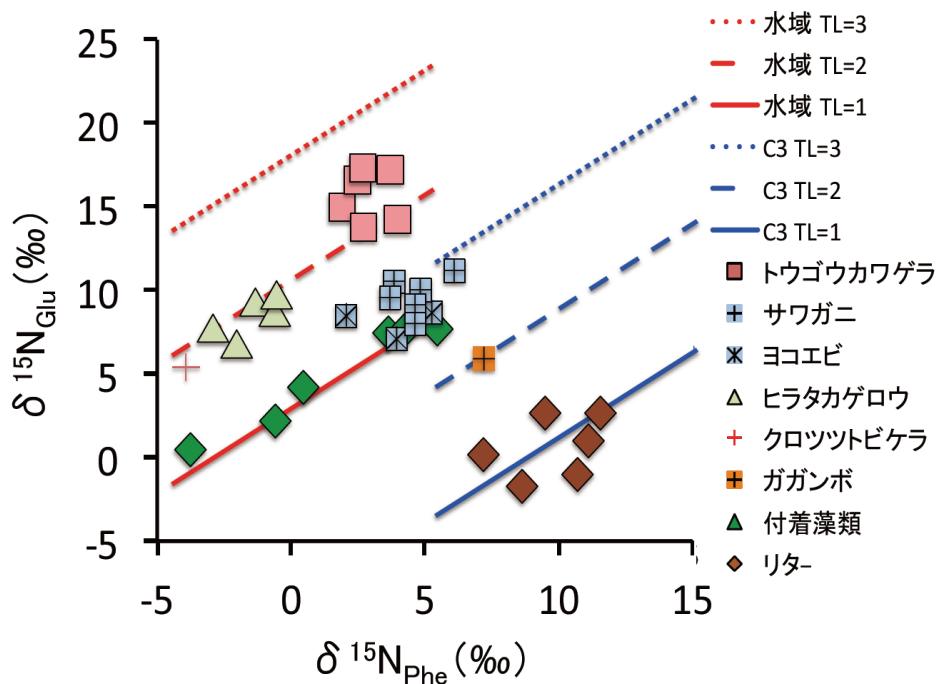 25
20
15
10
5
0
-5
-5
0
5
10
15
δ 15NGlu(‰)
δ 15NPhe(‰)
水域 TL=3
水域 TL=2
水域 TL=1
C3 TL=3
C3 TL=2
C3 TL=1
トウゴウカワゲラ
サワガニ
ヨコエビ
ヒラタカゲロウ
クロツツトビケラ
ガガンボ
付着藻類
リター